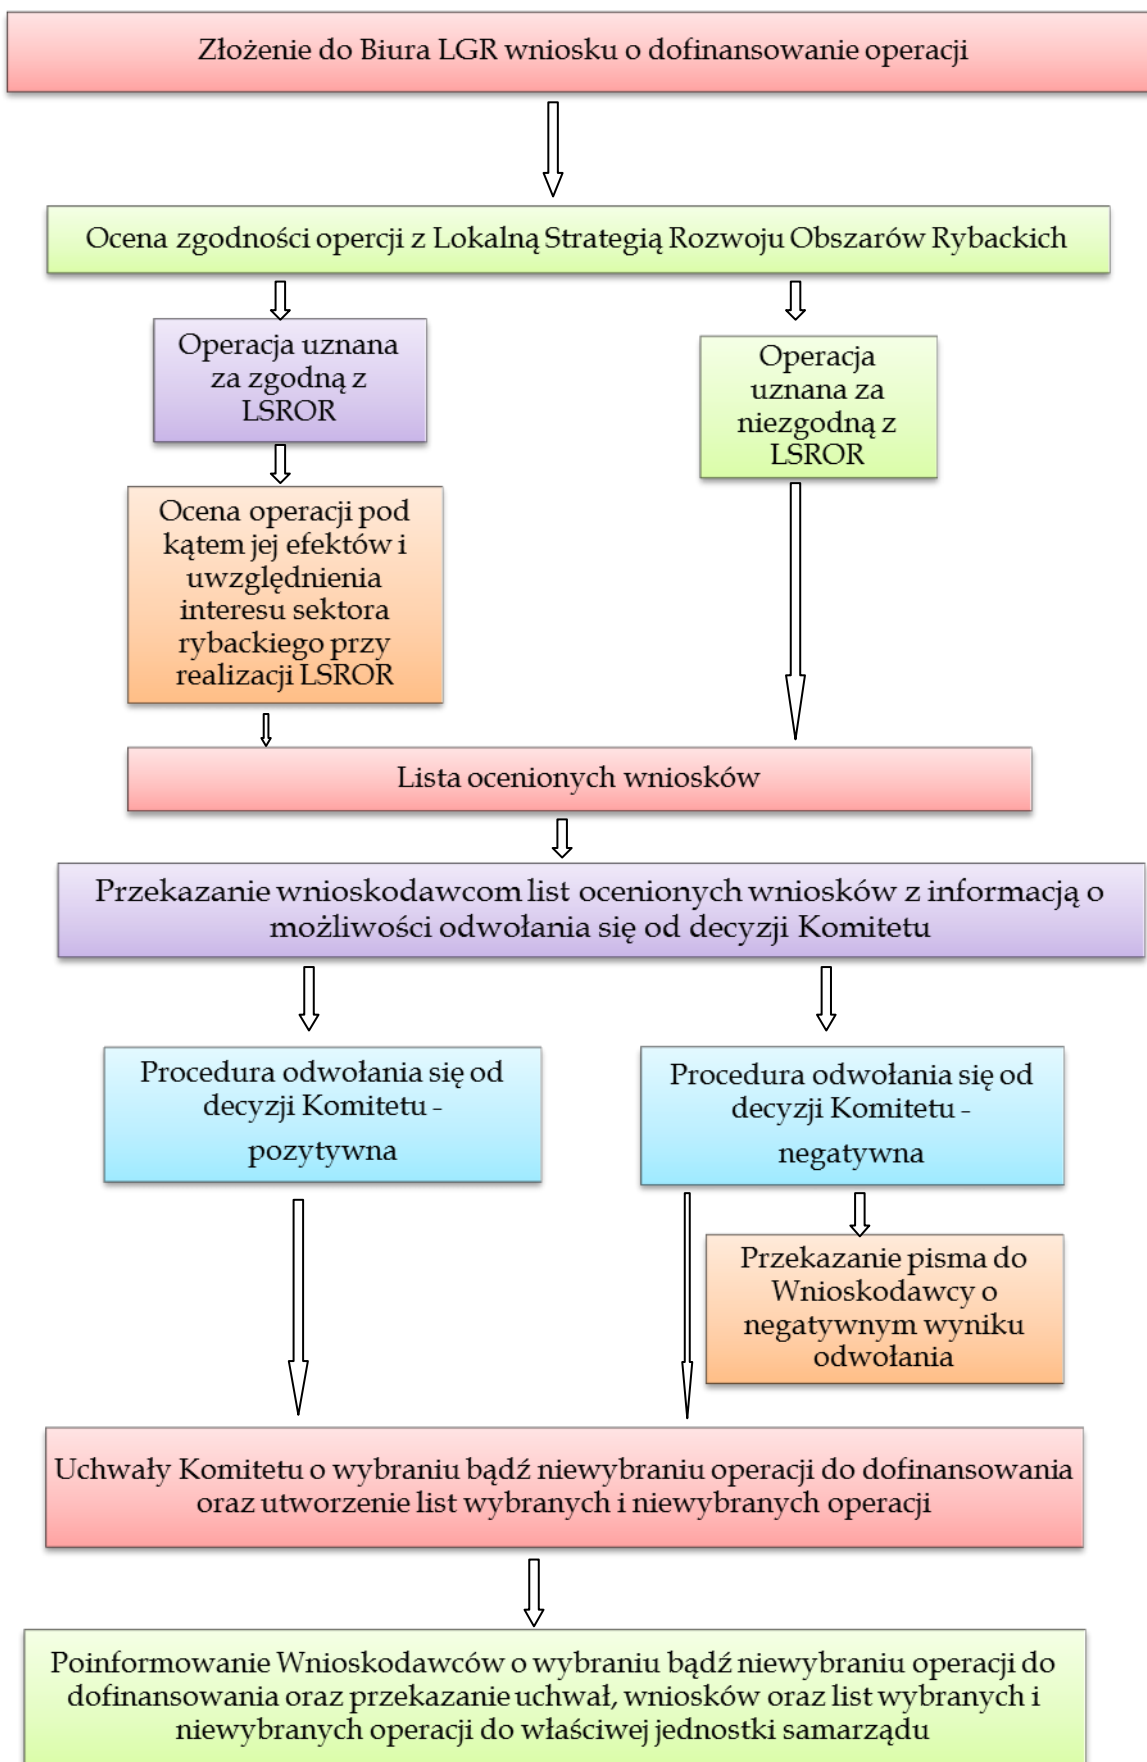 Złożenie do Biura LGR wniosku o dofinansowanie operacji
Ocena zgodności opercji z Lokalną Strategią Rozwoju Obszarów Rybackich
Operacja uznana
za zgodną z
LSROR
Operacja
uznana za
niezgodną z
LSROR
Ocena operacji pod
kątem jej efektów i
uwzględnienia
interesu sektora
rybackiego przy
realizacji LSROR
Lista ocenionych wniosków
Przekazanie wnioskodawcom list ocenionych wniosków z informacją o
możliwości odwołania się od decyzji Komitetu
Procedura odwołania się od
decyzji Komitetu -
pozytywna
Procedura odwołania się od
decyzji Komitetu -
negatywna
Przekazanie pisma do
Wnioskodawcy o
negatywnym wyniku
odwołania
Uchwały Komitetu o wybraniu bądź niewybraniu operacji do dofinansowania
oraz utworzenie list wybranych i niewybranych operacji
Poinformowanie Wnioskodawców o wybraniu bądź niewybraniu operacji do
dofinansowania oraz przekazanie uchwał, wniosków oraz list wybranych i
niewybranych operacji do właściwej jednostki samarządu